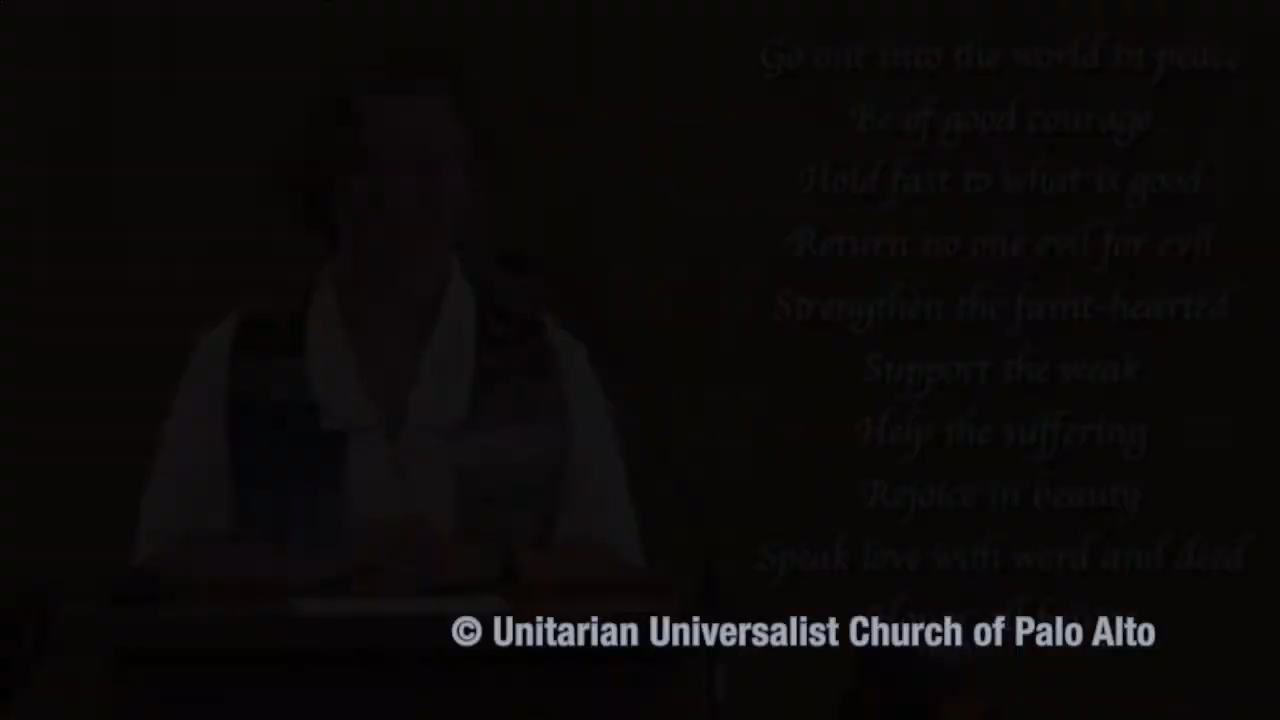 Go out into the world in peace
Be of good courage
Hold fast to what is good
Return no one evil for evil
Strengthen the faint-hearted
Support the weak
Help the suffering
Rejoice in beauty
Speak love with word and deed
© Unitarian Universalist Church of Palo Alto